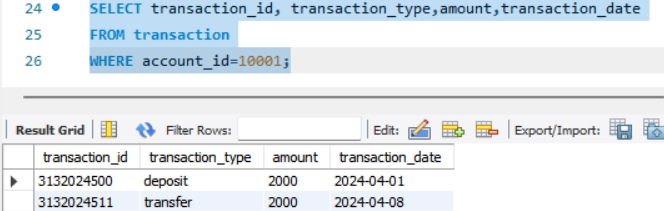 24 SELECT transaction_id, transaction_type,amount,transaction_date
25 FROM transaction
26 WHERE account_id=10001;
Result Grid Filter Rows: Edit: Export/Import:
transaction_id transaction_type amount transaction_date
3132024500 deposit 2000 2024-04-01
3132024511 transfer 2000 2024-04-08